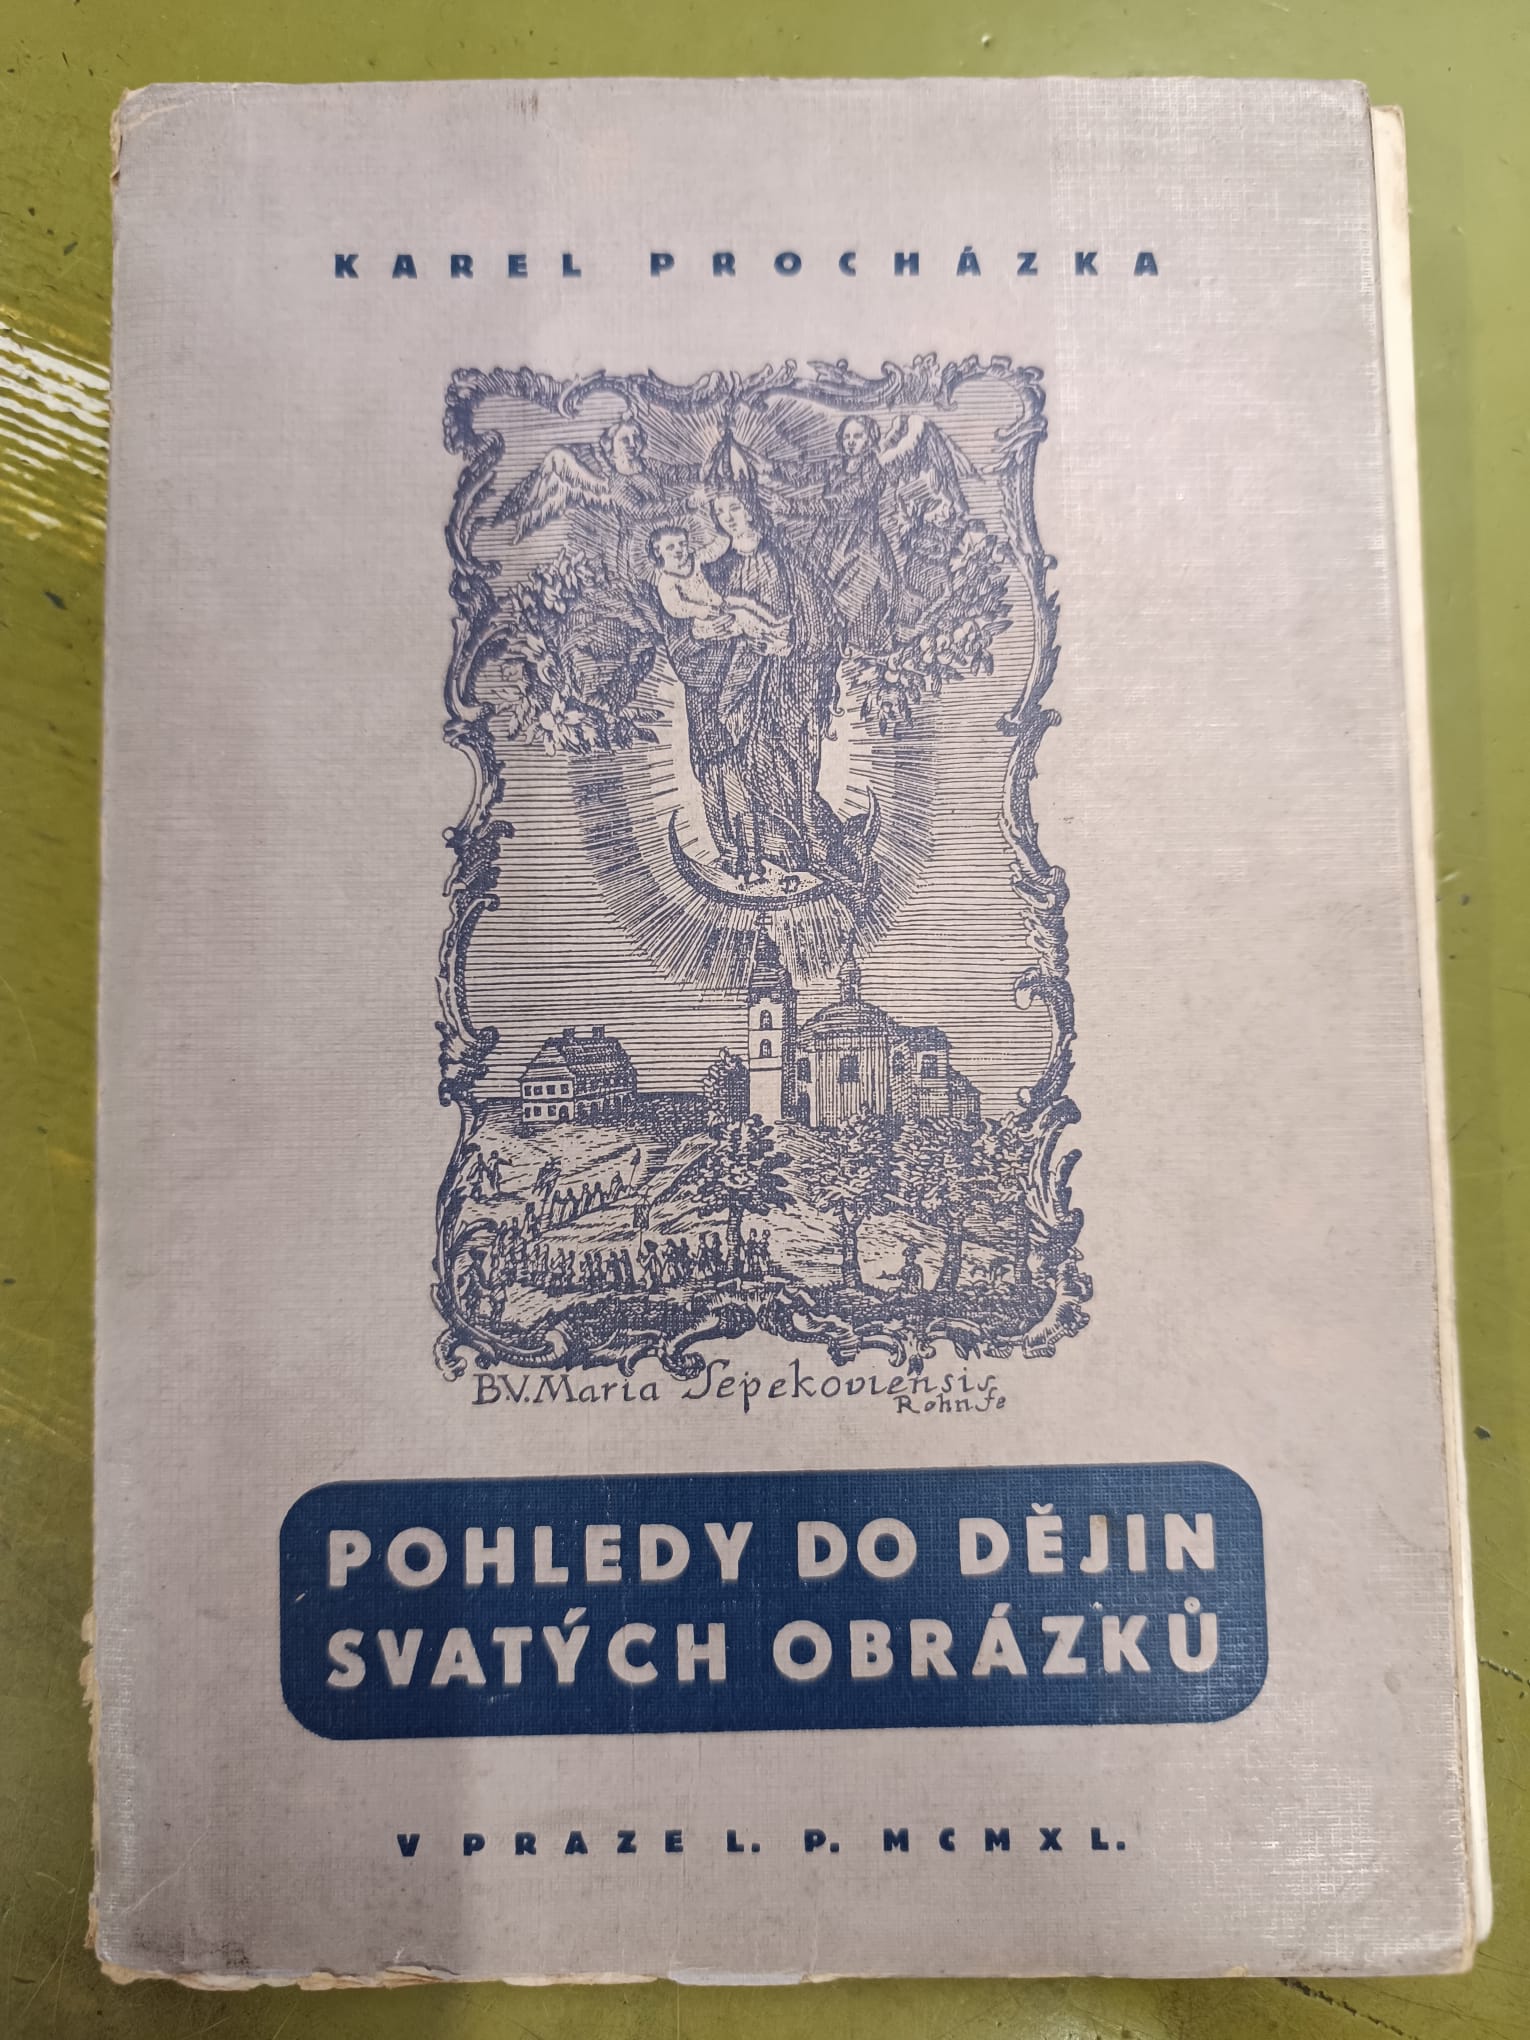 KAREL PROCHÁZKA
B.V. Maria Sepekoviensis
Rohn fe
POHLEDY DO DĚJIN
SVATÝCH OBRÁZKŮ
V PRAZE L. P. MCMXL.